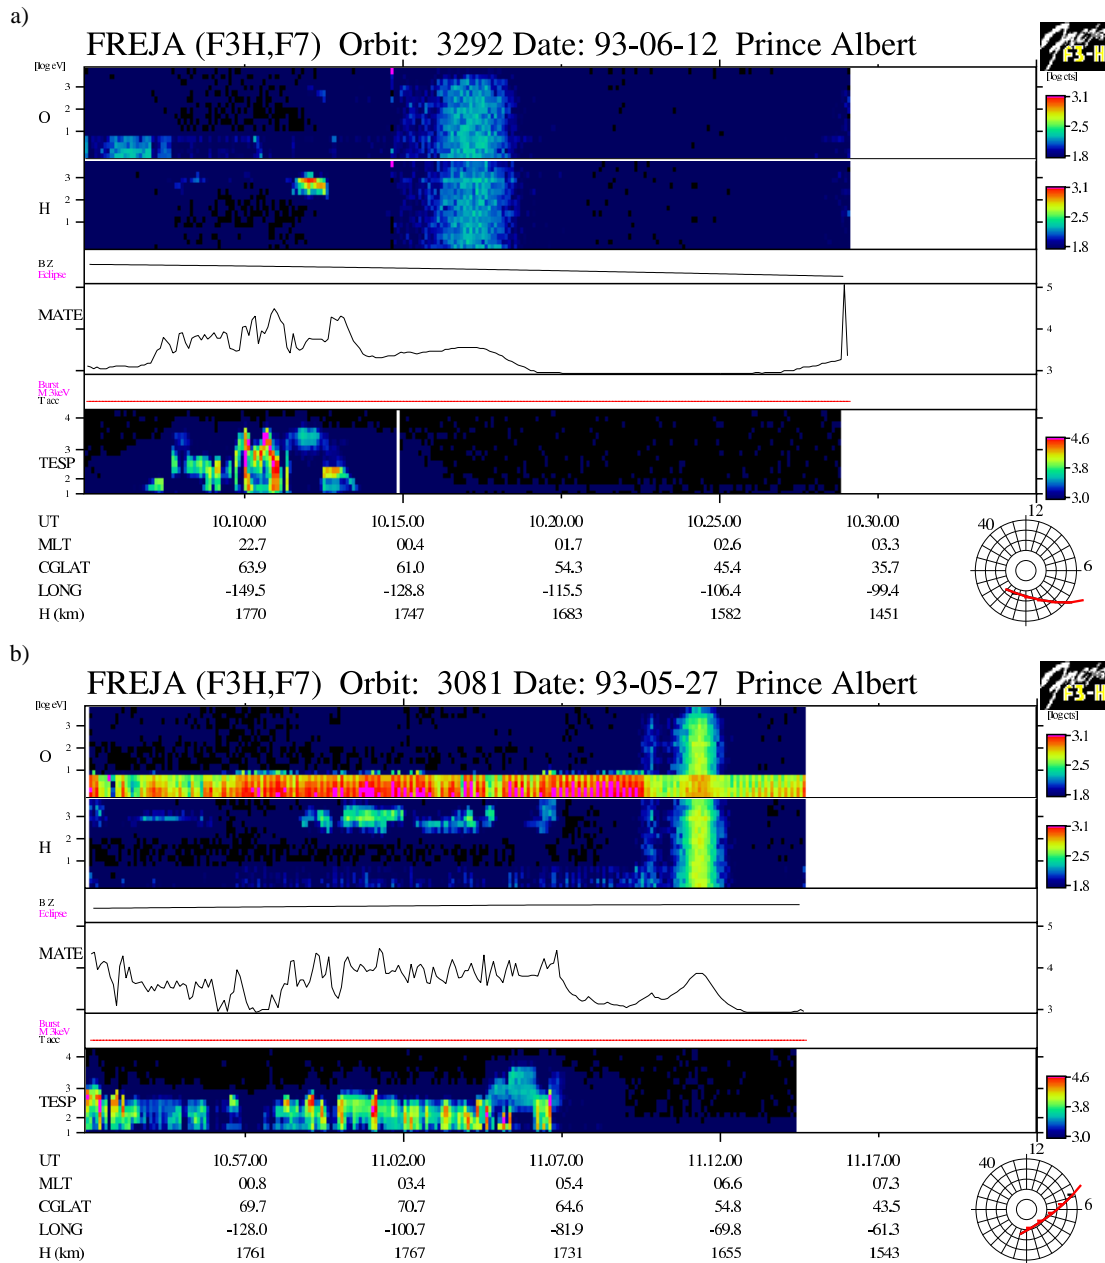 a)
FREJA (F3H,F7) Orbit: 3292 Date: 93-06-12 Prince Albert
F3-H
[log eV]
[log cts]
3
2
1
O
3.1
2.5
1.8
3
2
1
H
3.1
2.5
1.8
B Z
Eclipse
MATE
5
4
3
Burst
M 3keV
T acc
4
3
2
1
TESP
4.6
3.8
3.0
UT 10.10.00 10.15.00 10.20.00 10.25.00 10.30.00
MLT 22.7 00.4 01.7 02.6 03.3
CGLAT 63.9 61.0 54.3 45.4 35.7
LONG -149.5 -128.8 -115.5 -106.4 -99.4
H (km) 1770 1747 1683 1582 1451
12
40
6
b)
FREJA (F3H,F7) Orbit: 3081 Date: 93-05-27 Prince Albert
F3-H
[log eV]
[log cts]
3
2
1
O
3.1
2.5
1.8
3
2
1
H
3.1
2.5
1.8
B Z
Eclipse
MATE
5
4
3
Burst
M 3keV
T acc
4
3
2
1
TESP
4.6
3.8
3.0
UT 10.57.00 11.02.00 11.07.00 11.12.00 11.17.00
MLT 00.8 03.4 05.4 06.6 07.3
CGLAT 69.7 70.7 64.6 54.8 43.5
LONG -128.0 -100.7 -81.9 -69.8 -61.3
H (km) 1761 1767 1731 1655 1543
12
40
6